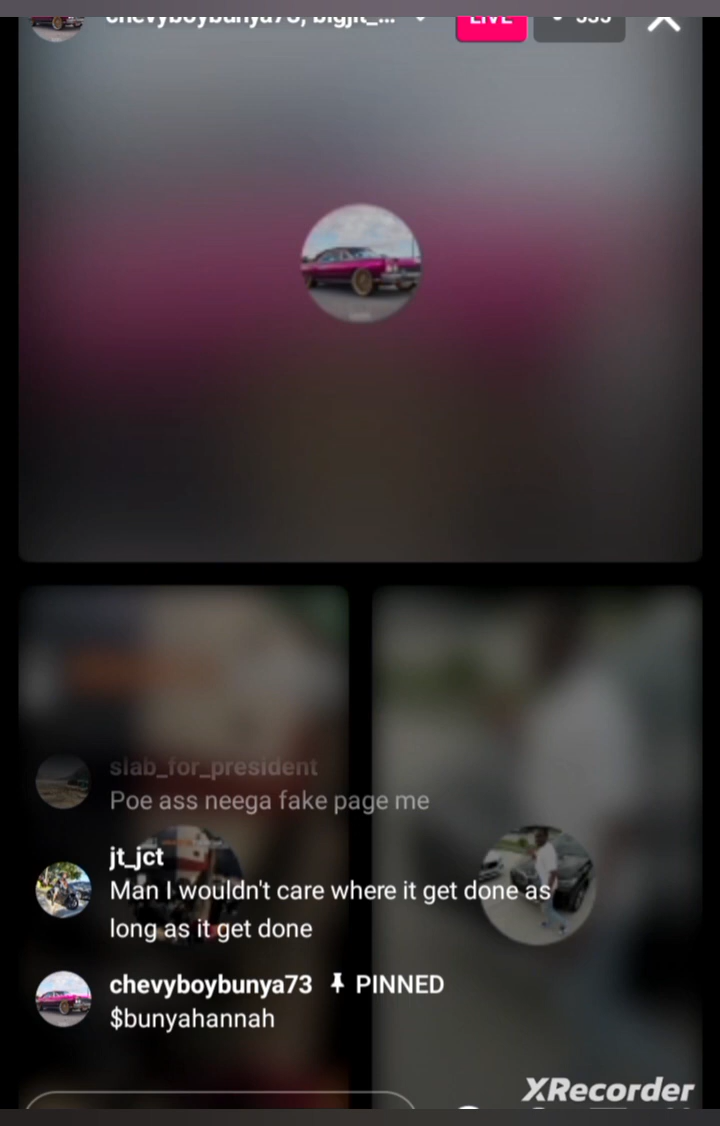 chevyboybunya73, bigjit_...
LIVE
slab_for_president
Poe ass neega fake page me
jt_jct
Man I wouldn't care where it get done as
long as it get done
chevyboybunya73 PINNED
$bunyahannah
XRecorder